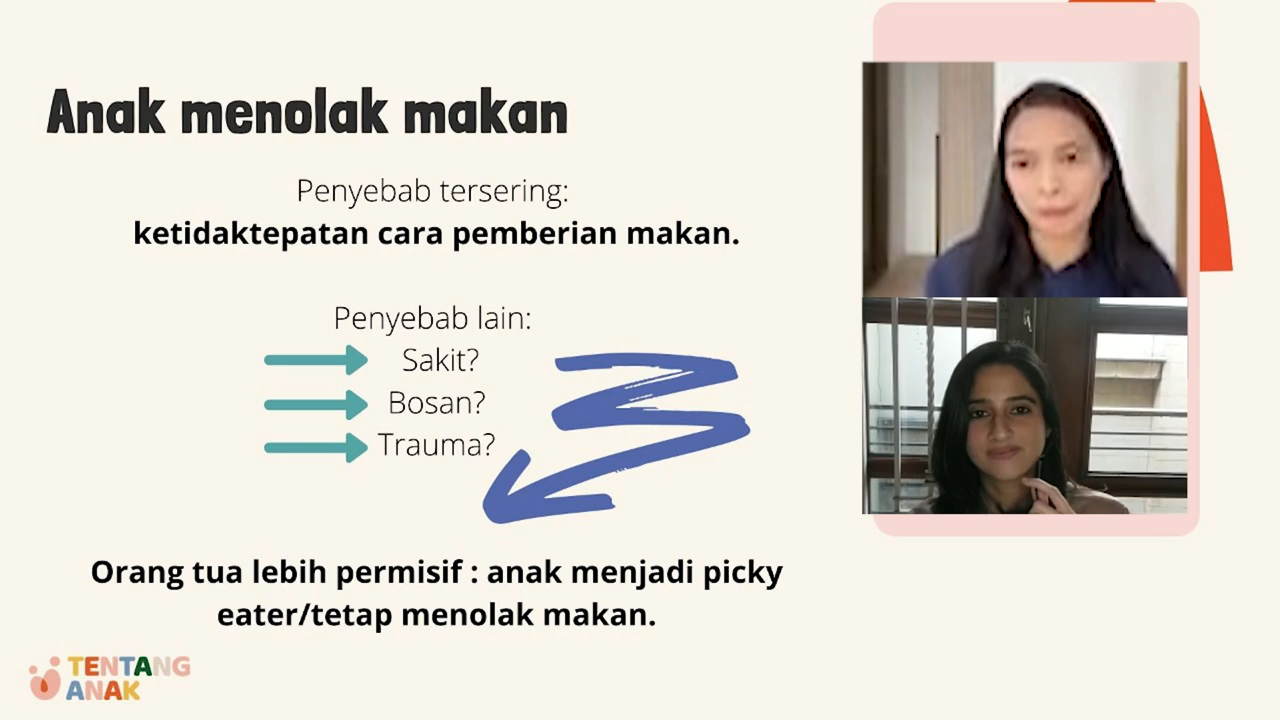 Anak menolak makan
Penyebab tersering:
ketidaktepatan cara pemberian makan.
Penyebab lain:
Sakit?
Bosan?
Trauma?
Orang tua lebih permisif : anak menjadi picky
eater/tetap menolak makan.
TENTANG
ANAK